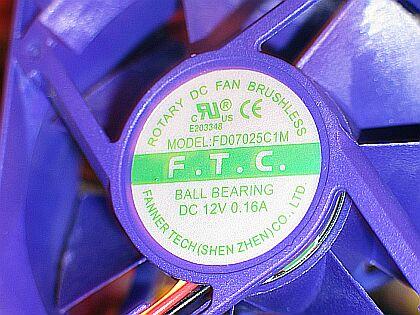 ROTARY DC FAN BRUSHLESS
C RU® US CE
E203348
MODEL:FD07025C1M
F.T.C.
BALL BEARING
DC 12V 0.16A
FANNER TECH(SHEN ZHEN)CO.,LTD